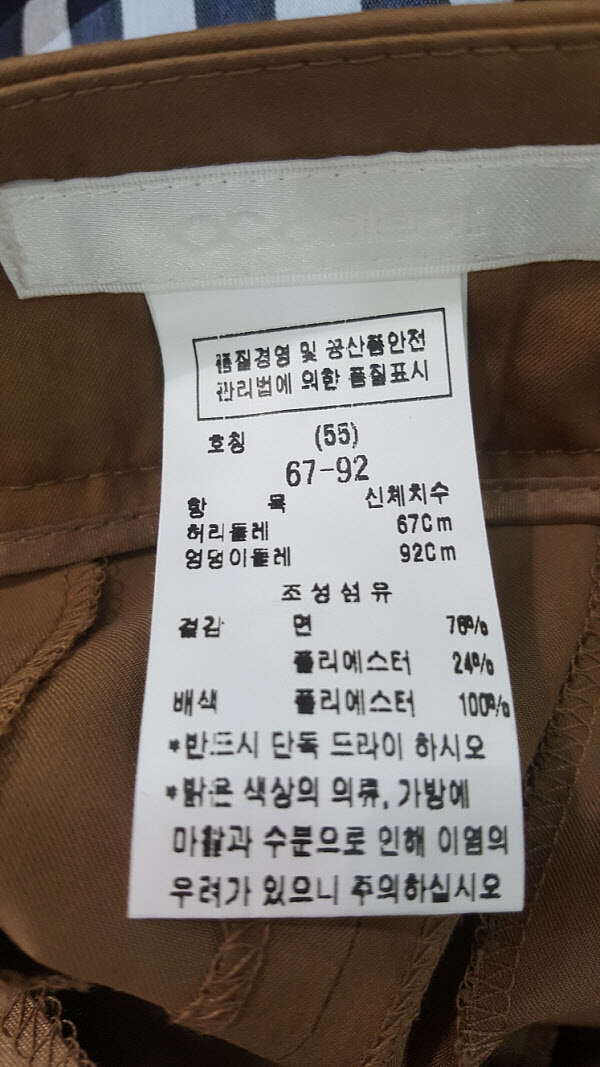 품질경영 및 공산품안전
관리법에 의한 품질표시
호칭 (55)
67-92
항 목 신체치수
허리둘레 67Cm
엉덩이둘레 92Cm
조성섬유
겉감 면 76%
폴리에스터 24%
배색 폴리에스터 100%
*반드시 단독 드라이 하시오
*밝은 색상의 의류, 가방에
마찰과 수분으로 인해 이염의
우려가 있으니 주의하십시오